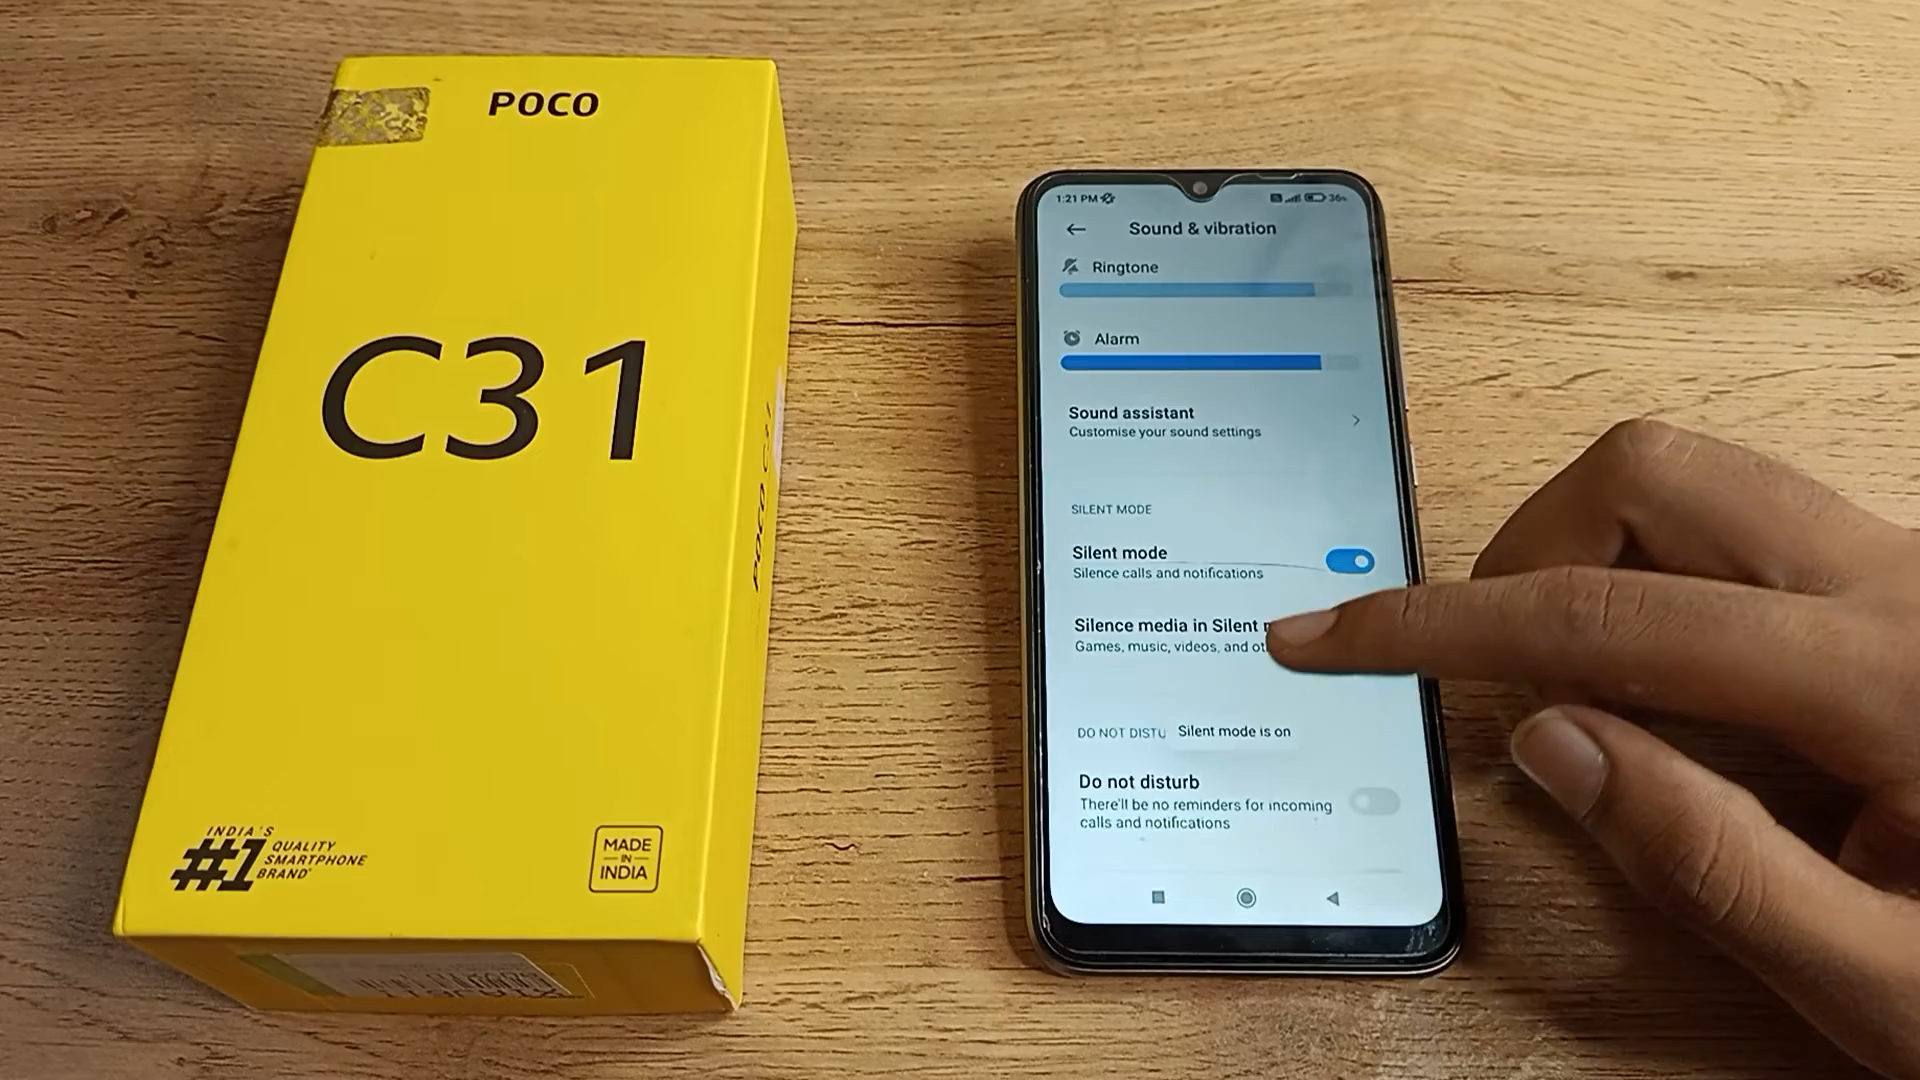 POCO
C31
POCO C31
INDIA'S
#1 QUALITY
SMARTPHONE
BRAND
MADE
IN
INDIA
1:21 PM
36%
Sound & vibration
Ringtone
Alarm
Sound assistant
Customise your sound settings
SILENT MODE
Silent mode
Silence calls and notifications
Silence media in Silent
Games, music, videos, and
DO NOT DISTU
Silent mode is on
Do not disturb
There'll be no reminders for incoming
calls and notifications